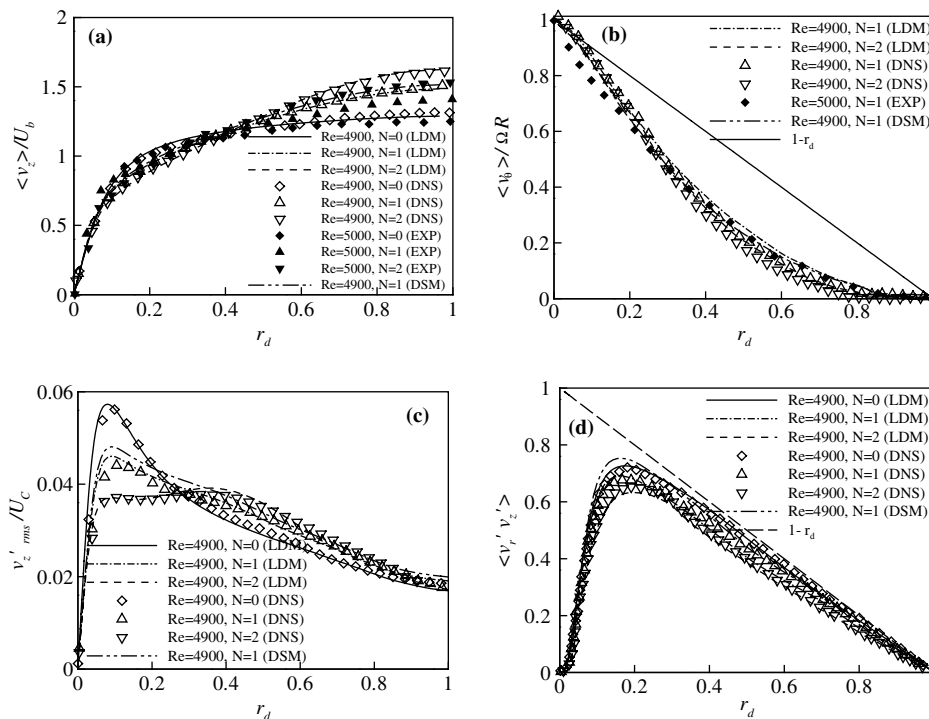 (a)
<v_z>/U_b
2
1.5
1
0.5
0
Re=4900, N=0 (LDM)
Re=4900, N=1 (LDM)
Re=4900, N=2 (LDM)
Re=4900, N=0 (DNS)
Re=4900, N=1 (DNS)
Re=4900, N=2 (DNS)
Re=5000, N=0 (EXP)
Re=5000, N=1 (EXP)
Re=5000, N=2 (EXP)
Re=4900, N=1 (DSM)
0 0.2 0.4 0.6 0.8 1
r_d
(b)
<v_θ>/ΩR
1
0.8
0.6
0.4
0.2
0
Re=4900, N=1 (LDM)
Re=4900, N=2 (LDM)
Re=4900, N=1 (DNS)
Re=4900, N=2 (DNS)
Re=5000, N=1 (EXP)
Re=4900, N=1 (DSM)
1-r_d
0 0.2 0.4 0.6 0.8
r_d
(c)
v_z' rms/U_C
0.06
0.04
0.02
0
Re=4900, N=0 (LDM)
Re=4900, N=1 (LDM)
Re=4900, N=2 (LDM)
Re=4900, N=0 (DNS)
Re=4900, N=1 (DNS)
Re=4900, N=2 (DNS)
Re=4900, N=1 (DSM)
0 0.2 0.4 0.6 0.8 1
r_d
(d)
<v_r' v_z'>
1
0.8
0.6
0.4
0.2
0
Re=4900, N=0 (LDM)
Re=4900, N=1 (LDM)
Re=4900, N=2 (LDM)
Re=4900, N=0 (DNS)
Re=4900, N=1 (DNS)
Re=4900, N=2 (DNS)
Re=4900, N=1 (DSM)
1- r_d
0 0.2 0.4 0.6 0.8
r_d